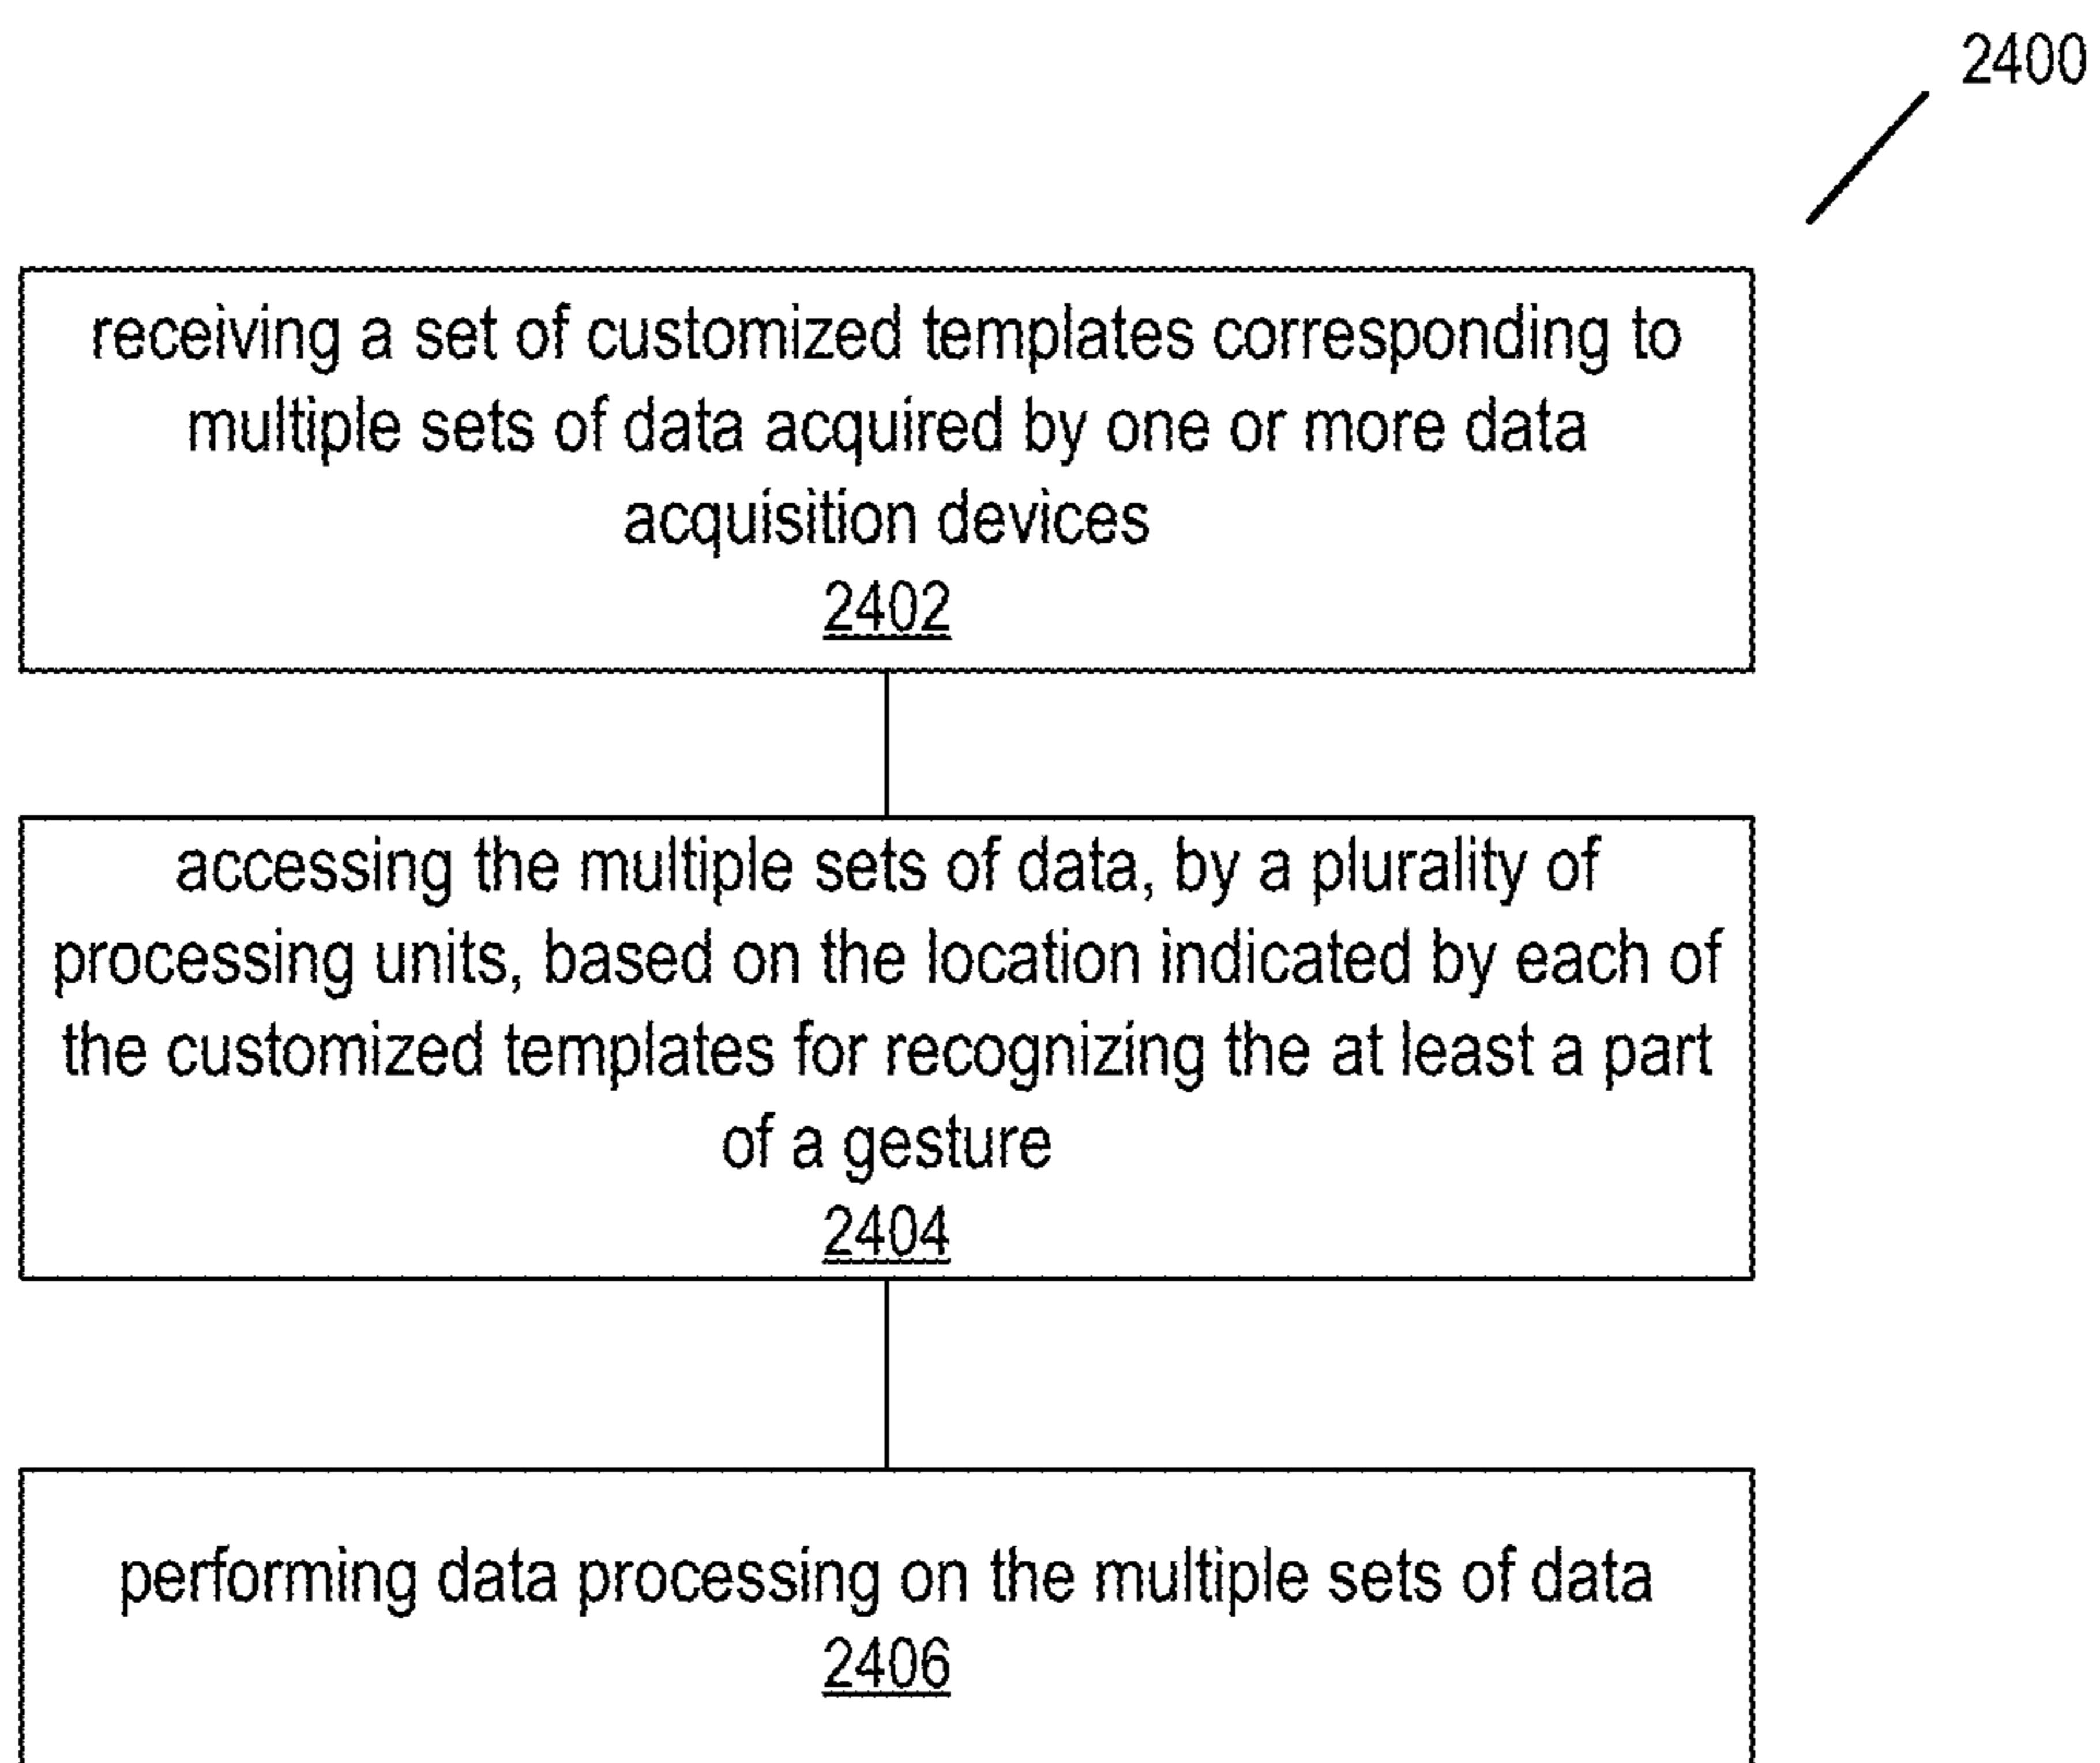 2400
receiving a set of customized templates corresponding to
multiple sets of data acquired by one or more data
acquisition devices
2402
accessing the multiple sets of data, by a plurality of
processing units, based on the location indicated by each of
the customized templates for recognizing the at least a part
of a gesture
2404
performing data processing on the multiple sets of data
2406